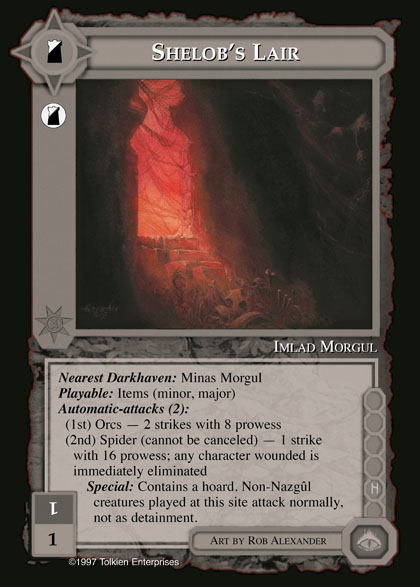 Shelob's Lair
Imlad Morgul
Nearest Darkhaven: Minas Morgul
Playable: Items (minor, major)
Automatic-attacks (2):
(1st) Orcs — 2 strikes with 8 prowess
(2nd) Spider (cannot be canceled) — 1 strike
with 16 prowess; any character wounded is
immediately eliminated
Special: Contains a hoard. Non-Nazgûl
creatures played at this site attack normally,
not as detainment.
H
1
1
Art by Rob Alexander
©1997 Tolkien Enterprises